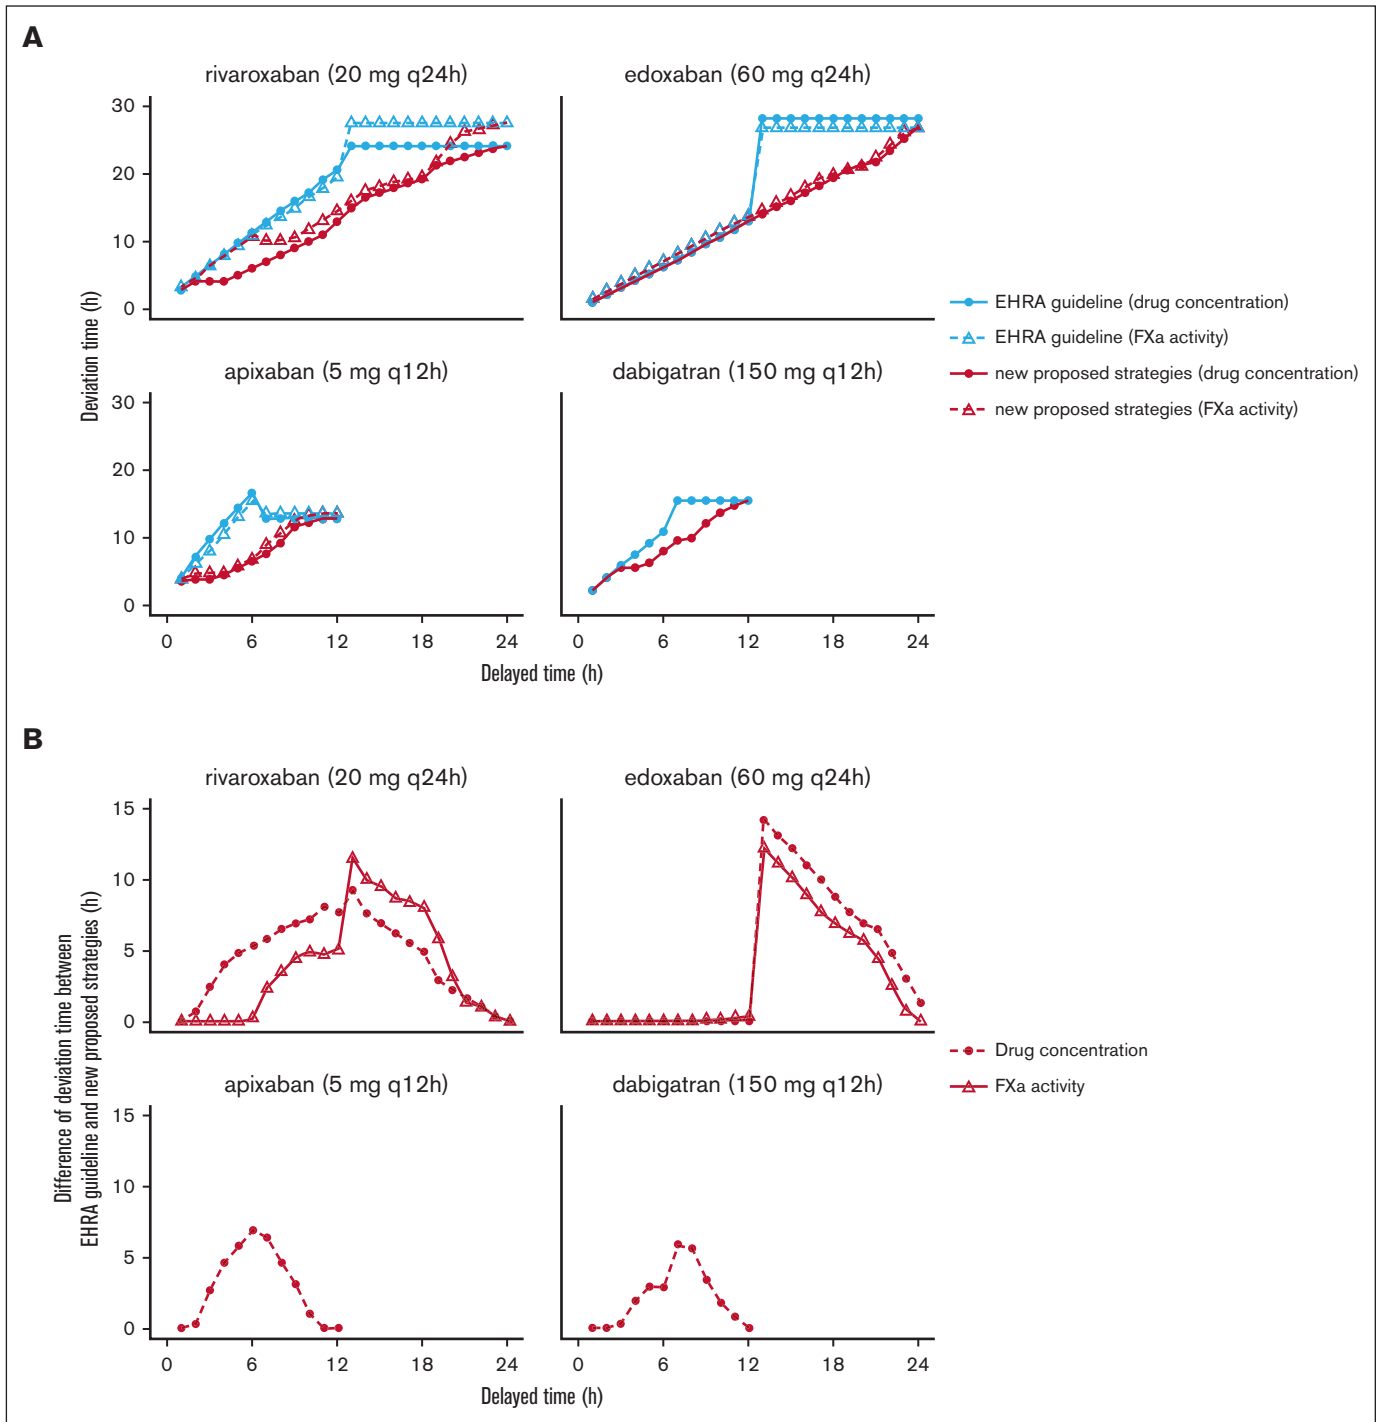 A
rivaroxaban (20 mg q24h)
edoxaban (60 mg q24h)
30
20
10
0
Deviation time (h)
EHRA guideline (drug concentration)
EHRA guideline (FXa activity)
new proposed strategies (drug concentration)
new proposed strategies (FXa activity)
apixaban (5 mg q12h)
dabigatran (150 mg q12h)
30
20
10
0
0 6 12 18 24
0 6 12 18 24
Delayed time (h)
B
rivaroxaban (20 mg q24h)
edoxaban (60 mg q24h)
15
10
5
0
Difference of deviation time between
EHRA guideline and new proposed strategies (h)
Drug concentration
FXa activity
apixaban (5 mg q12h)
dabigatran (150 mg q12h)
15
10
5
0
0 6 12 18 24
0 6 12 18 24
Delayed time (h)